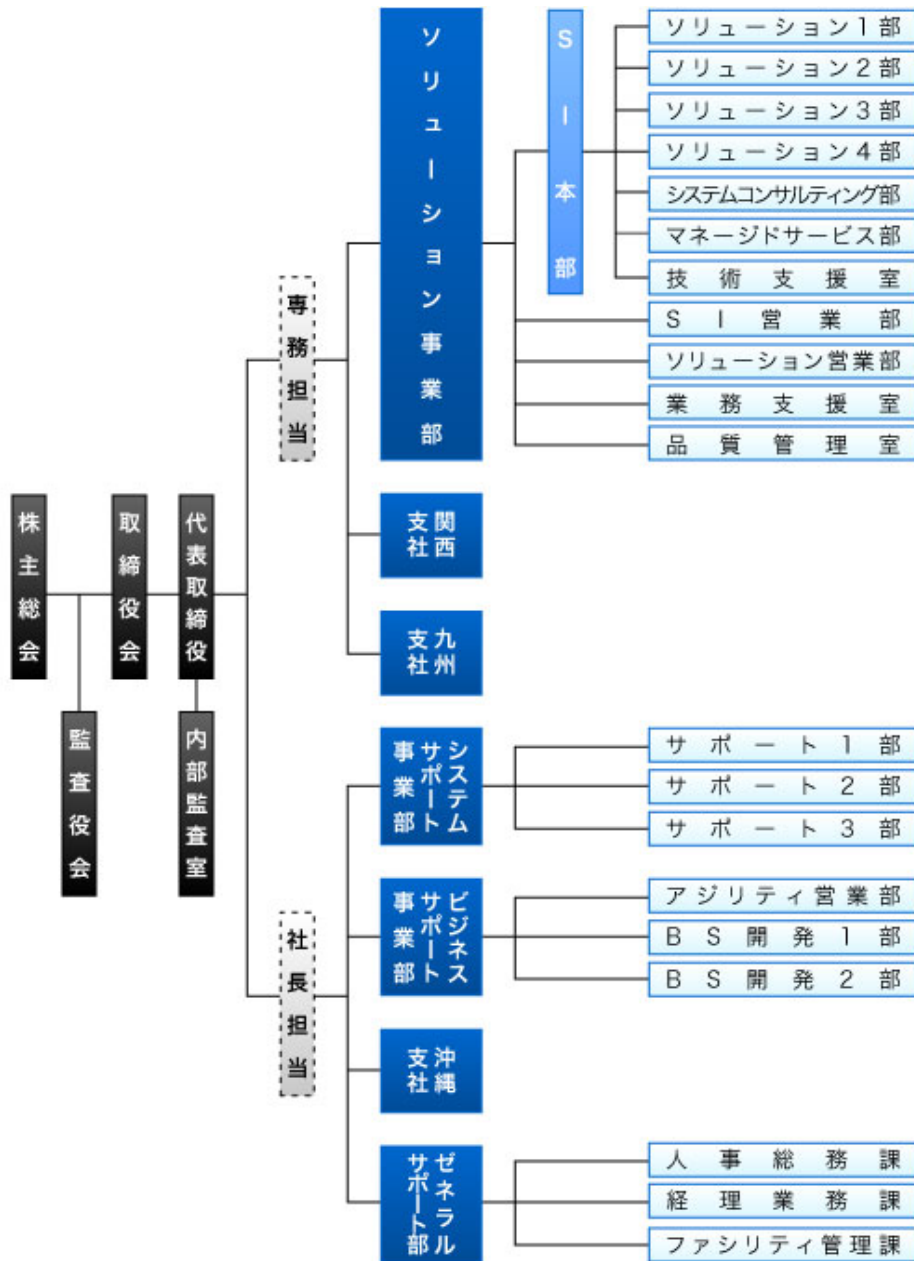 株主総会
監査役会
取締役会
代表取締役
内部監査室
専務担当
ソリューション事業部
SI本部
ソリューション1部
ソリューション2部
ソリューション3部
ソリューション4部
システムコンサルティング部
マネージドサービス部
技術支援室
SI営業部
ソリューション営業部
業務支援室
品質管理室
関西
支社
九州
支社
社長担当
システム
サポート
事業部
サポート1部
サポート2部
サポート3部
ビジネス
サポート
事業部
アジリティ営業部
BS開発1部
BS開発2部
沖縄
支社
ゼネラル
サポート部
人事総務課
経理業務課
ファシリティ管理課